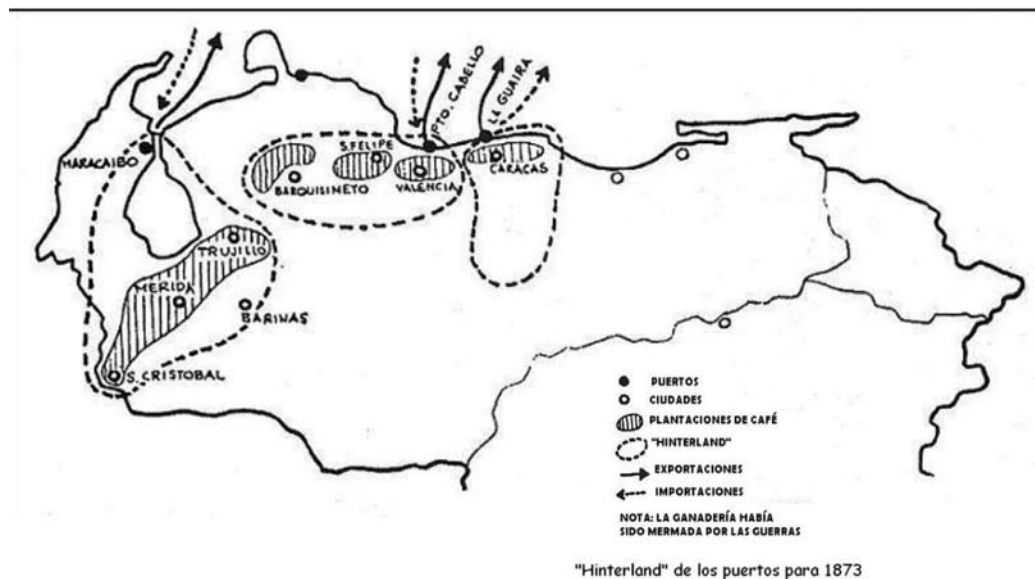 MARACAIBO
PTO. CABELLO
LA GUAIRA
S. FELIPE
BARQUISINETO
VALENCIA
CARACAS
TRUJILLO
MERIDA
BARINAS
S. CRISTOBAL
PUERTOS
CIUDADES
PLANTACIONES DE CAFÉ
"HINTERLAND"
EXPORTACIONES
IMPORTACIONES
NOTA: LA GANADERÍA HABÍA
SIDO MERMADA POR LAS GUERRAS
"Hinterland" de los puertos para 1873